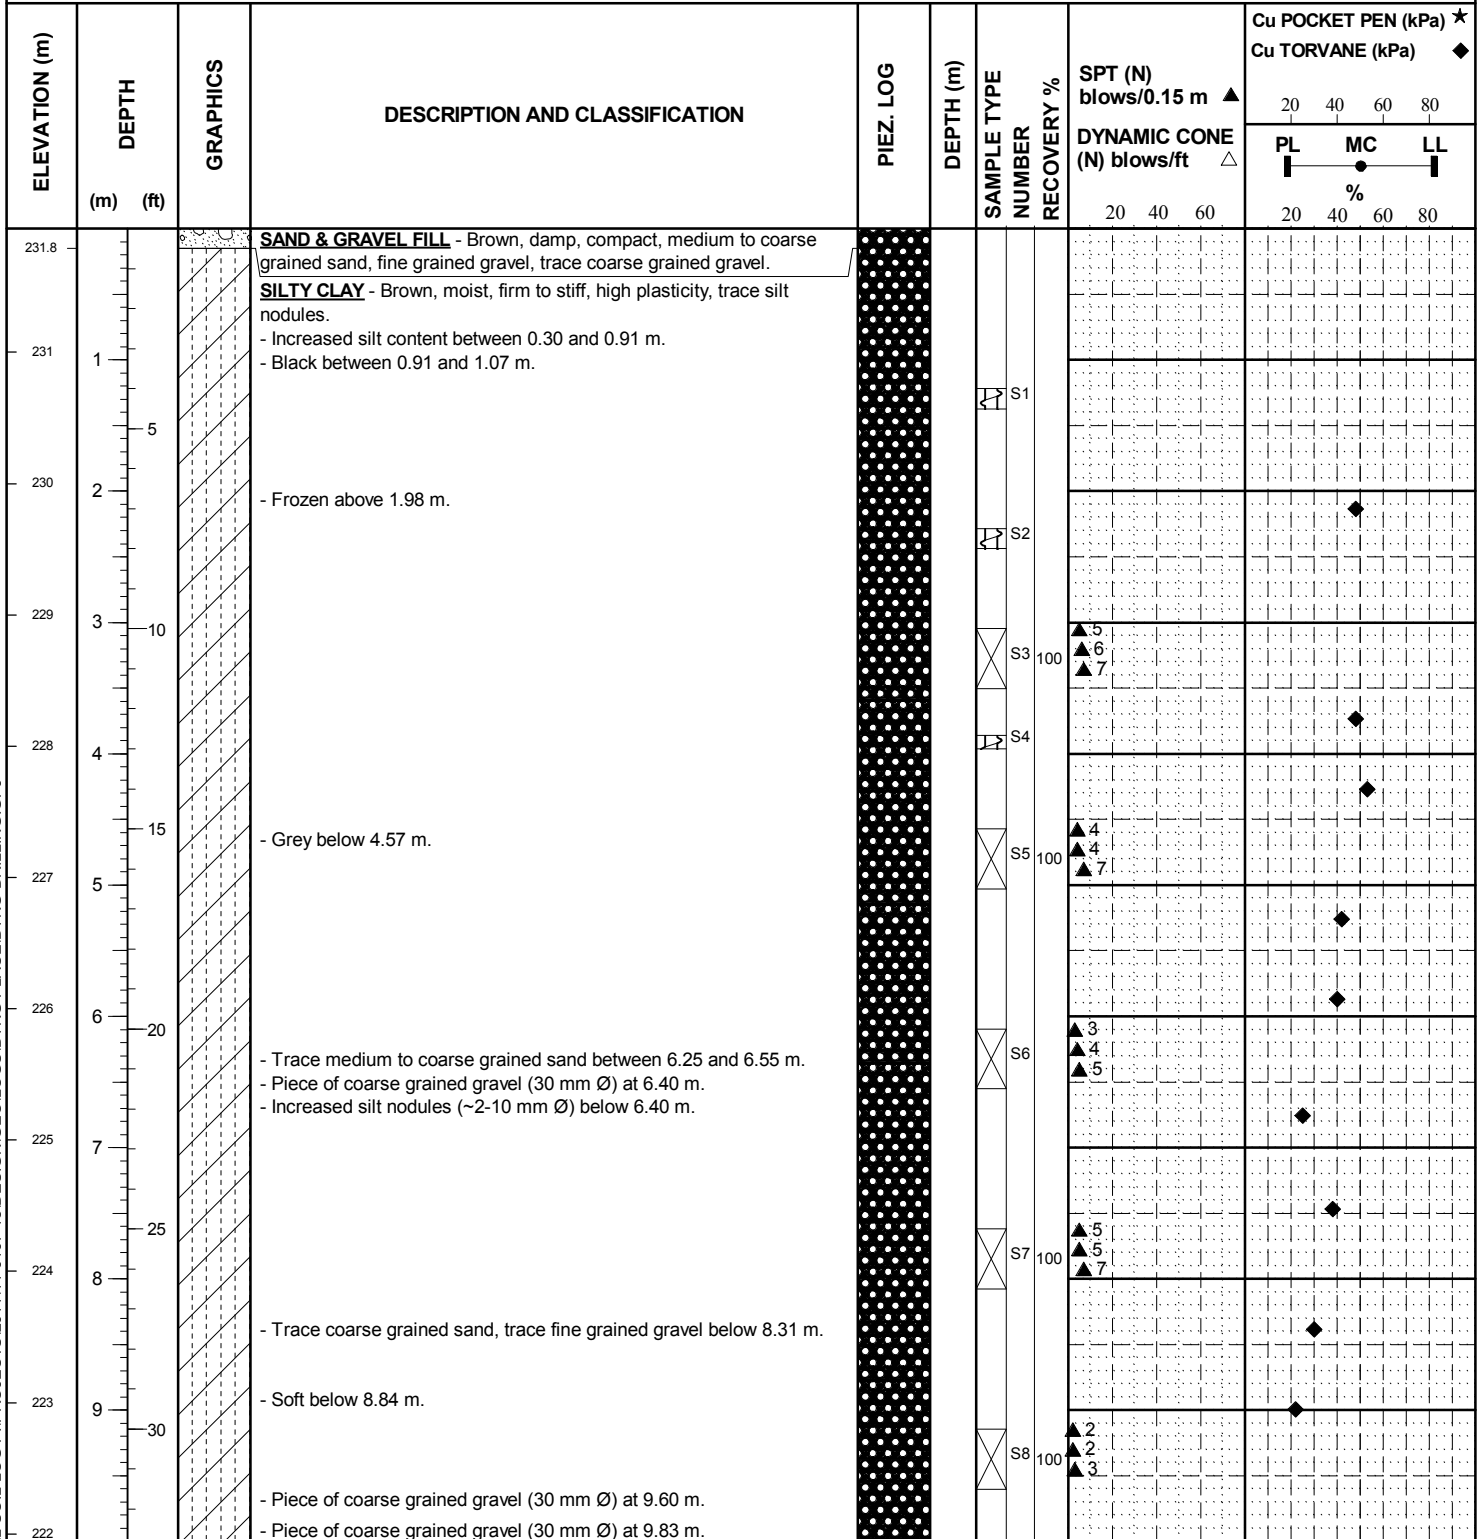 ELEVATION (m)
DEPTH
(m) (ft)
GRAPHICS
DESCRIPTION AND CLASSIFICATION
PIEZ. LOG
DEPTH (m)
SAMPLE TYPE
NUMBER
RECOVERY %
SPT (N)
blows/0.15 m ▲
DYNAMIC CONE
(N) blows/ft △
20 40 60
Cu POCKET PEN (kPa) ★
Cu TORVANE (kPa) ◆
20 40 60 80
PL MC LL
%
20 40 60 80
231.8
SAND & GRAVEL FILL - Brown, damp, compact, medium to coarse
grained sand, fine grained gravel, trace coarse grained gravel.
SILTY CLAY - Brown, moist, firm to stiff, high plasticity, trace silt
nodules.
- Increased silt content between 0.30 and 0.91 m.
231
1
- Black between 0.91 and 1.07 m.
S1
5
230
2
- Frozen above 1.98 m.
S2
229
3
10
5
S3 100
6
7
S4
228
4
15
4
- Grey below 4.57 m.
S5 100
4
7
227
5
226
6
20
3
S6
4
- Trace medium to coarse grained sand between 6.25 and 6.55 m.
5
- Piece of coarse grained gravel (30 mm Ø) at 6.40 m.
- Increased silt nodules (~2-10 mm Ø) below 6.40 m.
225
7
25
5
S7 100
5
7
224
8
- Trace coarse grained sand, trace fine grained gravel below 8.31 m.
- Soft below 8.84 m.
223
9
30
2
S8 100
2
3
- Piece of coarse grained gravel (30 mm Ø) at 9.60 m.
- Piece of coarse grained gravel (30 mm Ø) at 9.83 m.
222